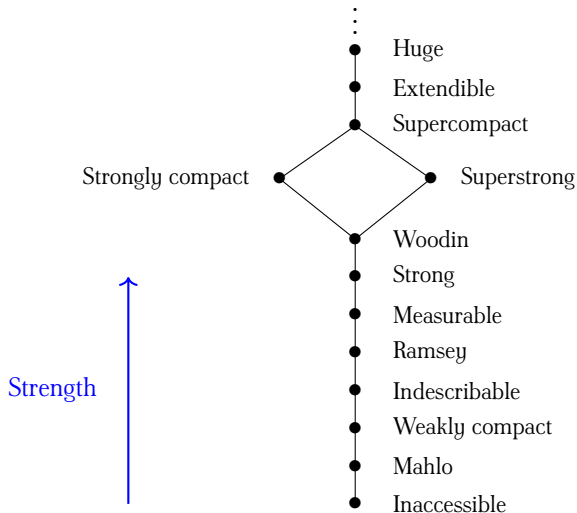 Huge
Extendible
Supercompact
Strongly compact
Superstrong
Woodin
Strong
Measurable
Ramsey
Strength
Indescribable
Weakly compact
Mahlo
Inaccessible